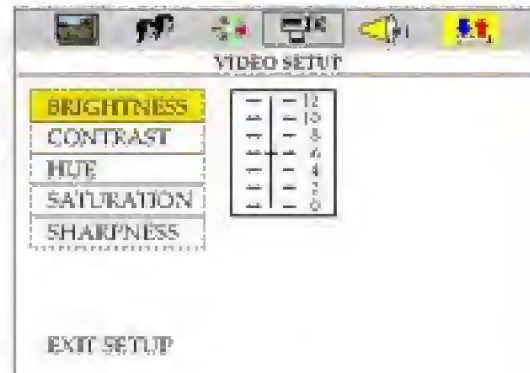 VIDEO SETUP
BRIGHTNESS
CONTRAST
HUE
SATURATION
SHARPNESS
12
10
8
6
4
2
0
EXIT SETUP